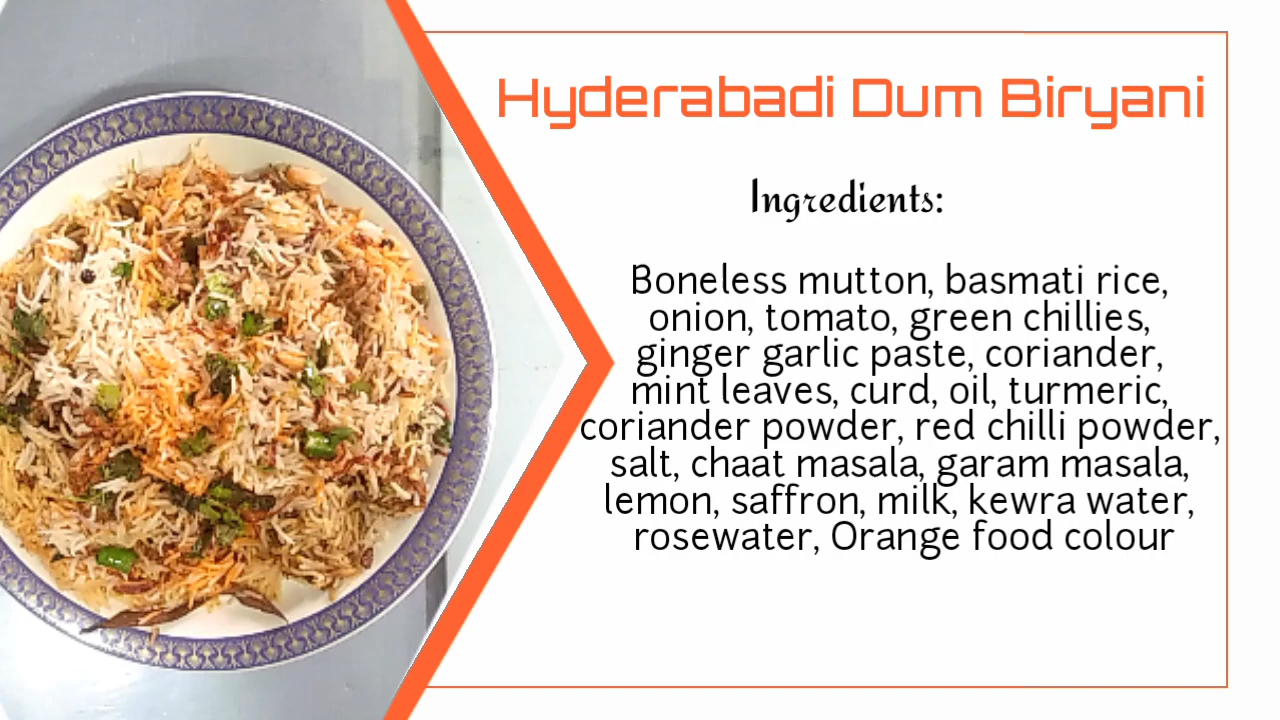 Hyderabadi Dum Biryani
Ingredients:
Boneless mutton, basmati rice,
onion, tomato, green chillies,
ginger garlic paste, coriander,
mint leaves, curd, oil, turmeric,
coriander powder, red chilli powder,
salt, chaat masala, garam masala,
lemon, saffron, milk, kewra water,
rosewater, Orange food colour